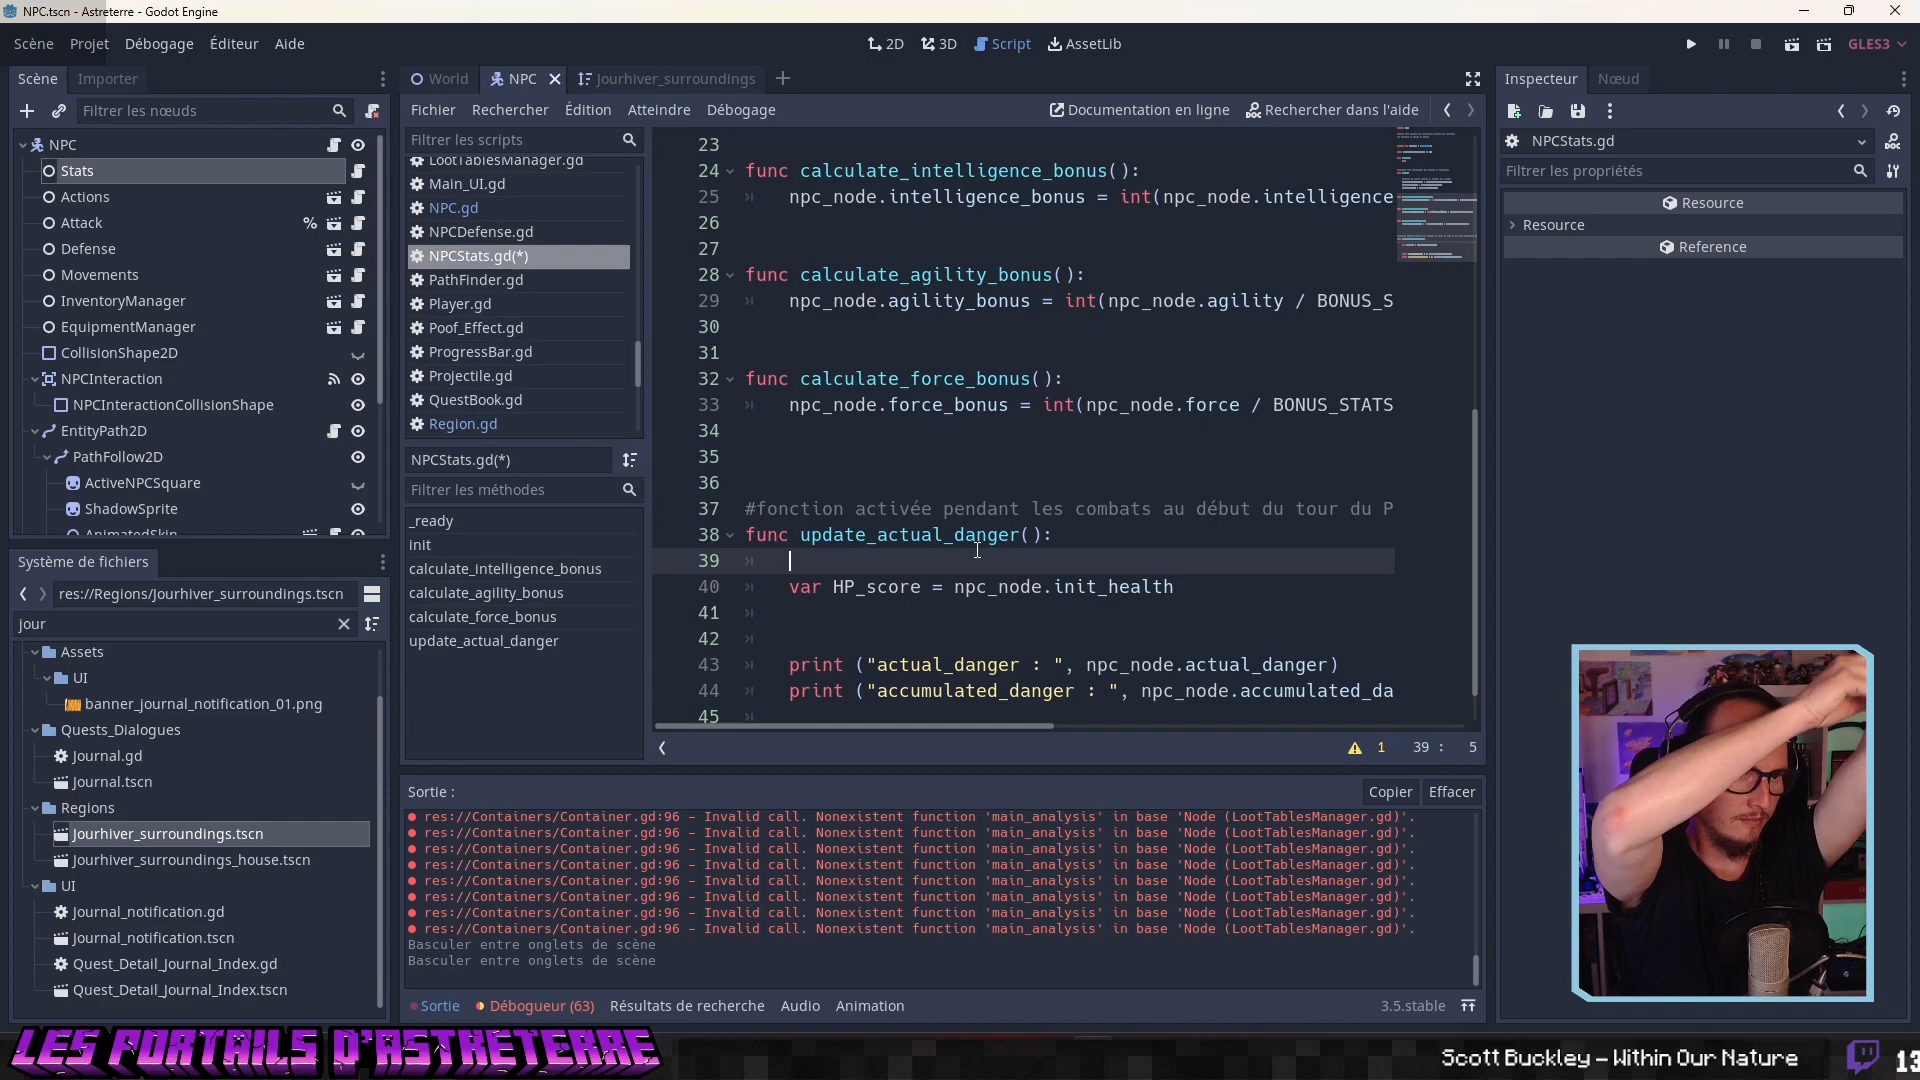 NPC.tscn - Astreterre - Godot Engine
Scène Projet Débogage Éditeur Aide
2D 3D Script AssetLib
GLES3
Scène Importer
Filtrer les nœuds
NPC
Stats
Actions
Attack %
Defense
Movements
InventoryManager
EquipmentManager
CollisionShape2D
NPCInteraction
NPCInteractionCollisionShape
EntityPath2D
PathFollow2D
ActiveNPCSquare
ShadowSprite
AnimatedSkin
Système de fichiers
res://Regions/Jourhiver_surroundings.tscn
jour
Assets
UI
banner_journal_notification_01.png
Quests_Dialogues
Journal.gd
Journal.tscn
Regions
Jourhiver_surroundings.tscn
Jourhiver_surroundings_house.tscn
UI
Journal_notification.gd
Journal_notification.tscn
Quest_Detail_Journal_Index.gd
Quest_Detail_Journal_Index.tscn
World NPC Jourhiver_surroundings
Fichier Rechercher Édition Atteindre Débogage
Documentation en ligne Rechercher dans l'aide
Filtrer les scripts
LootTablesManager.gd
Main_UI.gd
NPC.gd
NPCDefense.gd
NPCStats.gd(*)
PathFinder.gd
Player.gd
Poof_Effect.gd
ProgressBar.gd
Projectile.gd
QuestBook.gd
Region.gd
NPCStats.gd(*)
Filtrer les méthodes
_ready
init
calculate_intelligence_bonus
calculate_agility_bonus
calculate_force_bonus
update_actual_danger
23
24 func calculate_intelligence_bonus():
25 npc_node.intelligence_bonus = int(npc_node.intelligence
26
27
28 func calculate_agility_bonus():
29 npc_node.agility_bonus = int(npc_node.agility / BONUS_S
30
31
32 func calculate_force_bonus():
33 npc_node.force_bonus = int(npc_node.force / BONUS_STATS
34
35
36
37 #fonction activée pendant les combats au début du tour du P
38 func update_actual_danger():
39
40 var HP_score = npc_node.init_health
41
42
43 print ("actual_danger : ", npc_node.actual_danger)
44 print ("accumulated_danger : ", npc_node.accumulated_da
45
1 39 : 5
Sortie :
Copier Effacer
res://Containers/Container.gd:96 - Invalid call. Nonexistent function 'main_analysis' in base 'Node (LootTablesManager.gd)'.
res://Containers/Container.gd:96 - Invalid call. Nonexistent function 'main_analysis' in base 'Node (LootTablesManager.gd)'.
res://Containers/Container.gd:96 - Invalid call. Nonexistent function 'main_analysis' in base 'Node (LootTablesManager.gd)'.
res://Containers/Container.gd:96 - Invalid call. Nonexistent function 'main_analysis' in base 'Node (LootTablesManager.gd)'.
res://Containers/Container.gd:96 - Invalid call. Nonexistent function 'main_analysis' in base 'Node (LootTablesManager.gd)'.
res://Containers/Container.gd:96 - Invalid call. Nonexistent function 'main_analysis' in base 'Node (LootTablesManager.gd)'.
res://Containers/Container.gd:96 - Invalid call. Nonexistent function 'main_analysis' in base 'Node (LootTablesManager.gd)'.
res://Containers/Container.gd:96 - Invalid call. Nonexistent function 'main_analysis' in base 'Node (LootTablesManager.gd)'.
Basculer entre onglets de scène
Basculer entre onglets de scène
Sortie Débogueur (63) Résultats de recherche Audio Animation
3.5.stable
Inspecteur Nœud
NPCStats.gd
Filtrer les propriétés
Resource
Resource
Reference
LES PORTAILS D'ASTRETERRE
Scott Buckley – Within Our Nature
13